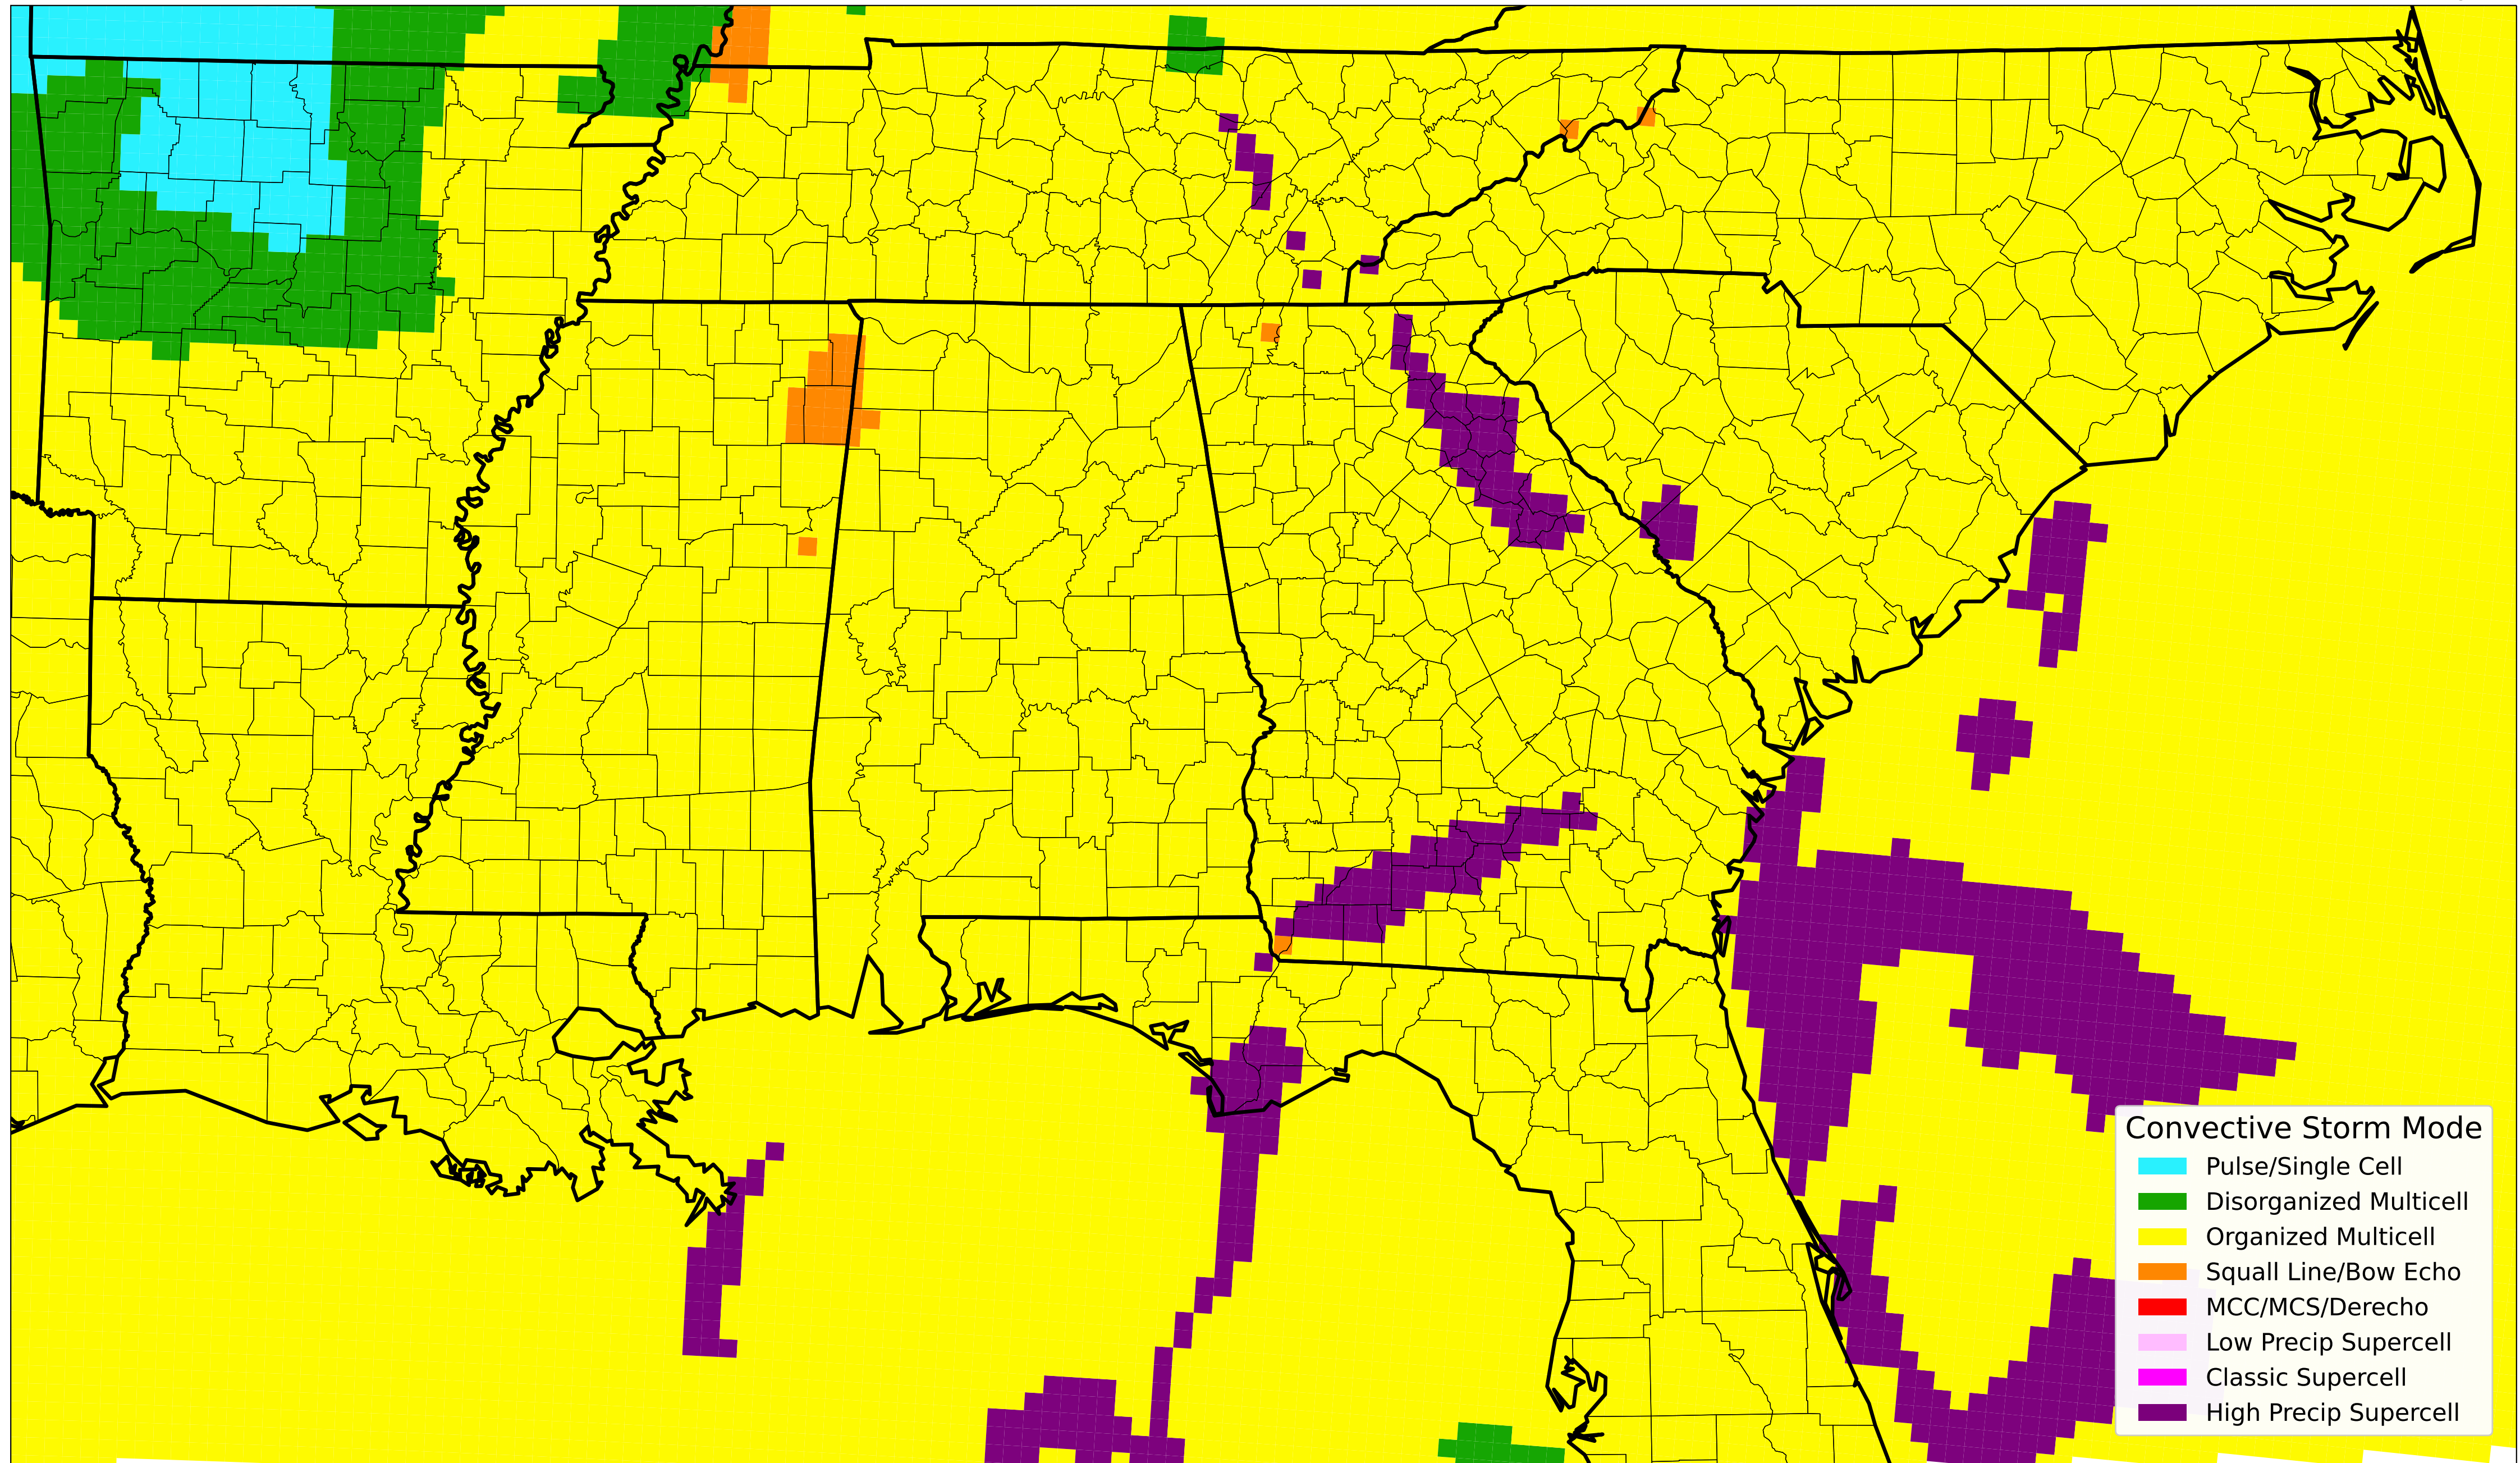 Convective Storm Mode
Pulse/Single Cell
Disorganized Multicell
Organized Multicell
Squall Line/Bow Echo
MCC/MCS/Derecho
Low Precip Supercell
Classic Supercell
High Precip Supercell